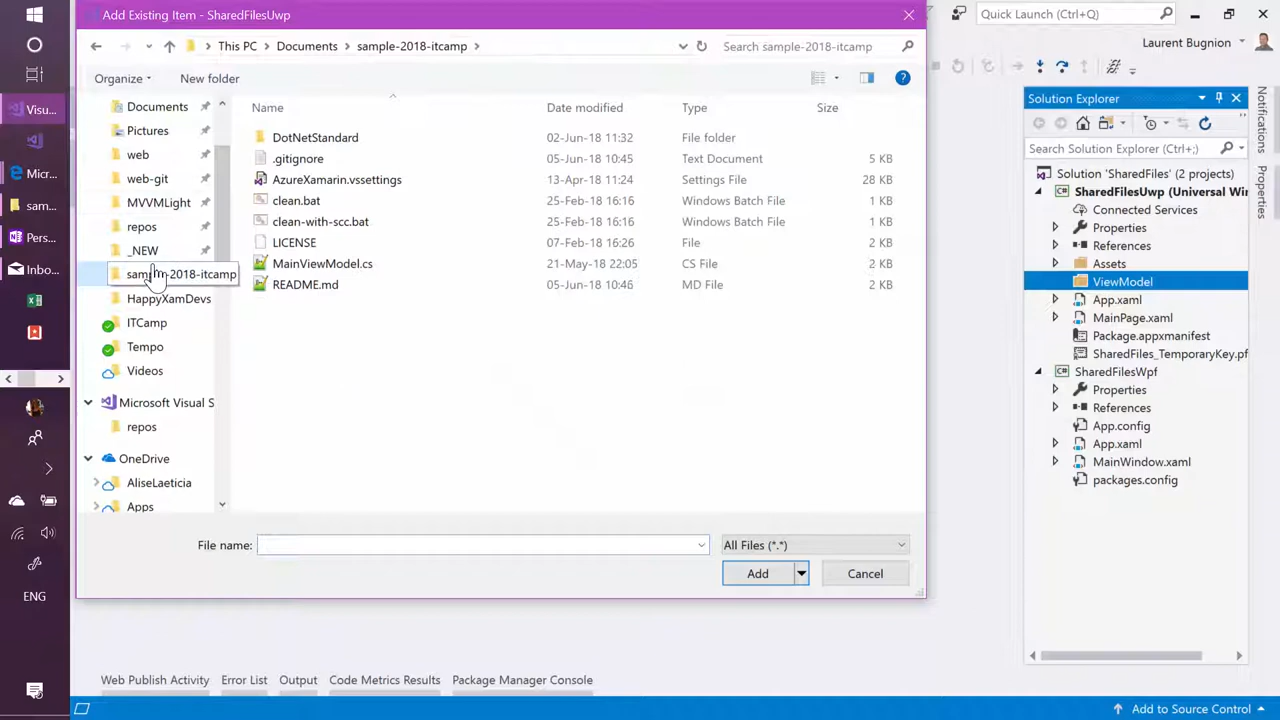 Add Existing Item - SharedFilesUwp
Quick Launch (Ctrl+Q)
Laurent Bugnion
This PC > Documents > sample-2018-itcamp >
Search sample-2018-itcamp
Organize
New folder
?
Visu...
Micr...
sam...
Pers...
Inbo...
ENG
Documents
Pictures
web
web-git
MVVMLight
repos
_NEW
sample-2018-itcamp
HappyXamDevs
ITCamp
Tempo
Videos
Microsoft Visual S
repos
OneDrive
AliseLaeticia
Apps
Name Date modified Type Size
DotNetStandard 02-Jun-18 11:32 File folder
.gitignore 05-Jun-18 10:45 Text Document 5 KB
AzureXamarin.vssettings 13-Apr-18 11:24 Settings File 28 KB
clean.bat 25-Feb-18 16:16 Windows Batch File 1 KB
clean-with-scc.bat 25-Feb-18 16:16 Windows Batch File 1 KB
LICENSE 07-Feb-18 16:26 File 2 KB
MainViewModel.cs 21-May-18 22:05 CS File 2 KB
README.md 05-Jun-18 10:46 MD File 2 KB
File name:
All Files (*.*)
Add
Cancel
Solution Explorer
Search Solution Explorer (Ctrl+;)
Solution 'SharedFiles' (2 projects)
C# SharedFilesUwp (Universal Win
Connected Services
Properties
References
Assets
ViewModel
App.xaml
MainPage.xaml
Package.appxmanifest
SharedFiles_TemporaryKey.pf
C# SharedFilesWpf
Properties
References
App.config
App.xaml
MainWindow.xaml
packages.config
Notifications
Properties
Web Publish Activity
Error List
Output
Code Metrics Results
Package Manager Console
Add to Source Control